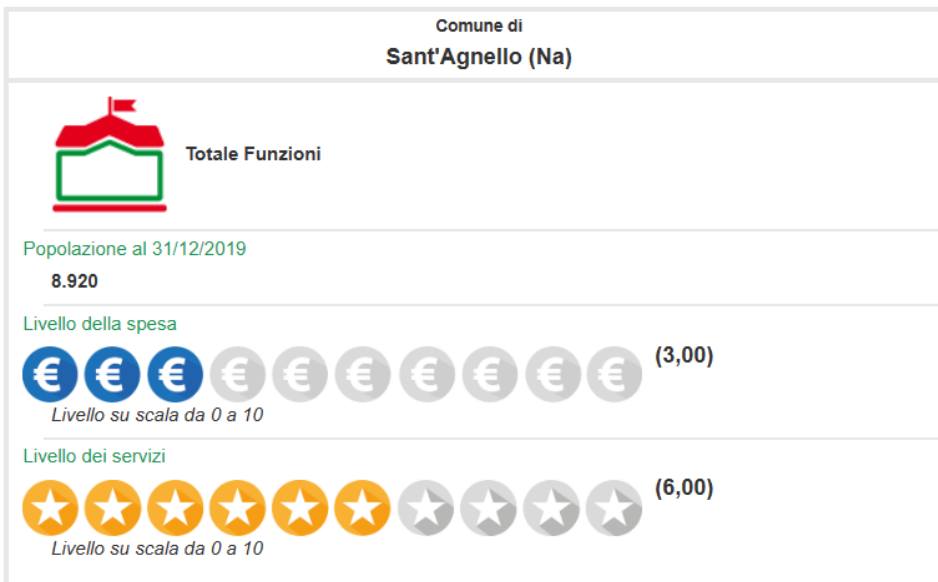 Comune di
Sant'Agnello (Na)
Totale Funzioni
Popolazione al 31/12/2019
8.920
Livello della spesa
€ € € € € € € € € € (3,00)
Livello su scala da 0 a 10
Livello dei servizi
(6,00)
Livello su scala da 0 a 10